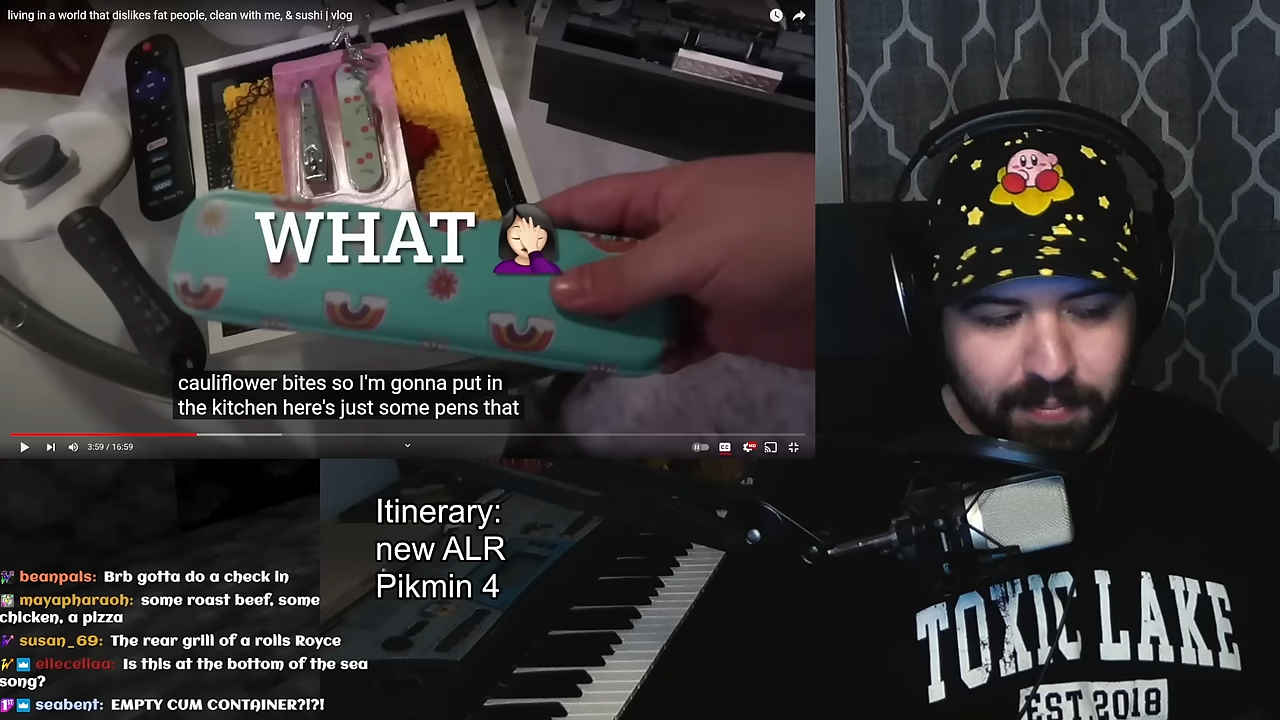 living in a world that dislikes fat people, clean with me, & sushi | vlog
WHAT
cauliflower bites so I'm gonna put in
the kitchen here's just some pens that
3:59 / 16:59
CC
HD
Itinerary:
new ALR
Pikmin 4
beanpals: Brb gotta do a check in
mayapharaoh: some roast beef, some
chicken, a pizza
susan_69: The rear grill of a rolls Royce
ellecellaa: Is this at the bottom of the sea
song?
seabent: EMPTY CUM CONTAINER?!?!
TOXIC LAKE
EST.2018